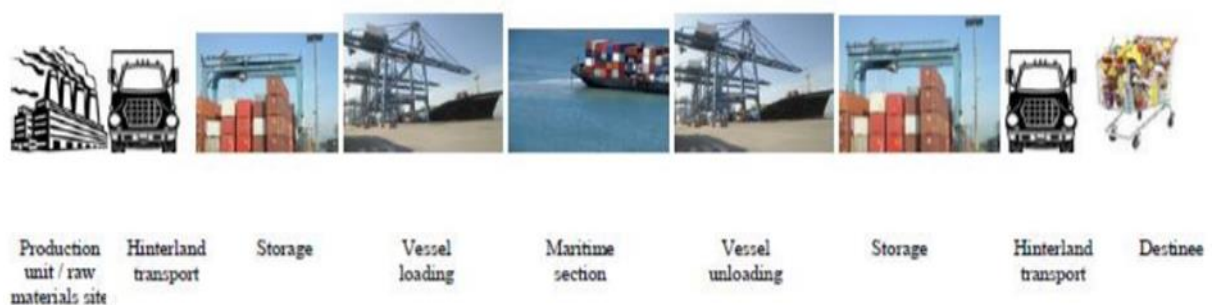 Production unit / raw materials site
Hinterland transport
Storage
Vessel loading
Maritime section
Vessel unloading
Storage
Hinterland transport
Destinee